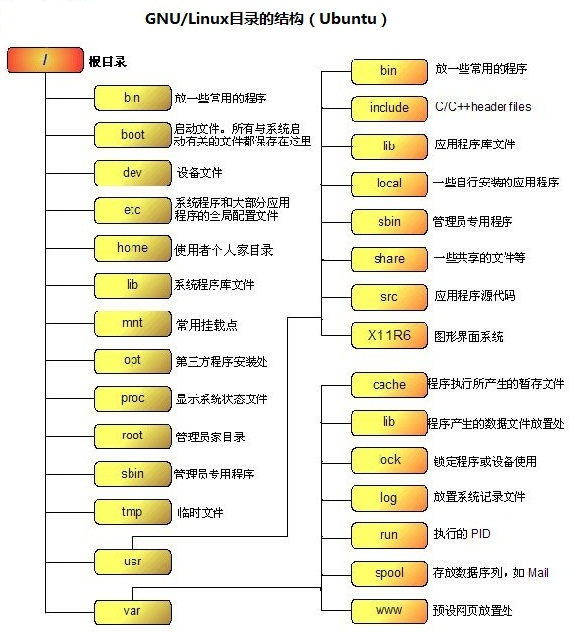 GNU/Linux目录的结构（Ubuntu）
/ 根目录
bin 放一些常用的程序
boot 启动文件。所有与系统启
动有关的文件都保存在这里
dev 设备文件
etc 系统程序和大部分应用
程序的全局配置文件
home 使用者个人家目录
lib 系统程序库文件
mnt 常用挂载点
opt 第三方程序安装处
proc 显示系统状态文件
root 管理员家目录
sbin 管理员专用程序
tmp 临时文件
usr
var
bin 放一些常用的程序
include C/C++header files
lib 应用程序库文件
local 一些自行安装的应用程序
sbin 管理员专用程序
share 一些共享的文件等
src 应用程序源代码
X11R6 图形界面系统
cache 程序执行所产生的暂存文件
lib 程序产生的数据文件放置处
lock 锁定程序或设备使用
log 放置系统记录文件
run 执行的 PID
spool 存放数据序列，如 Mail
www 预设网页放置处